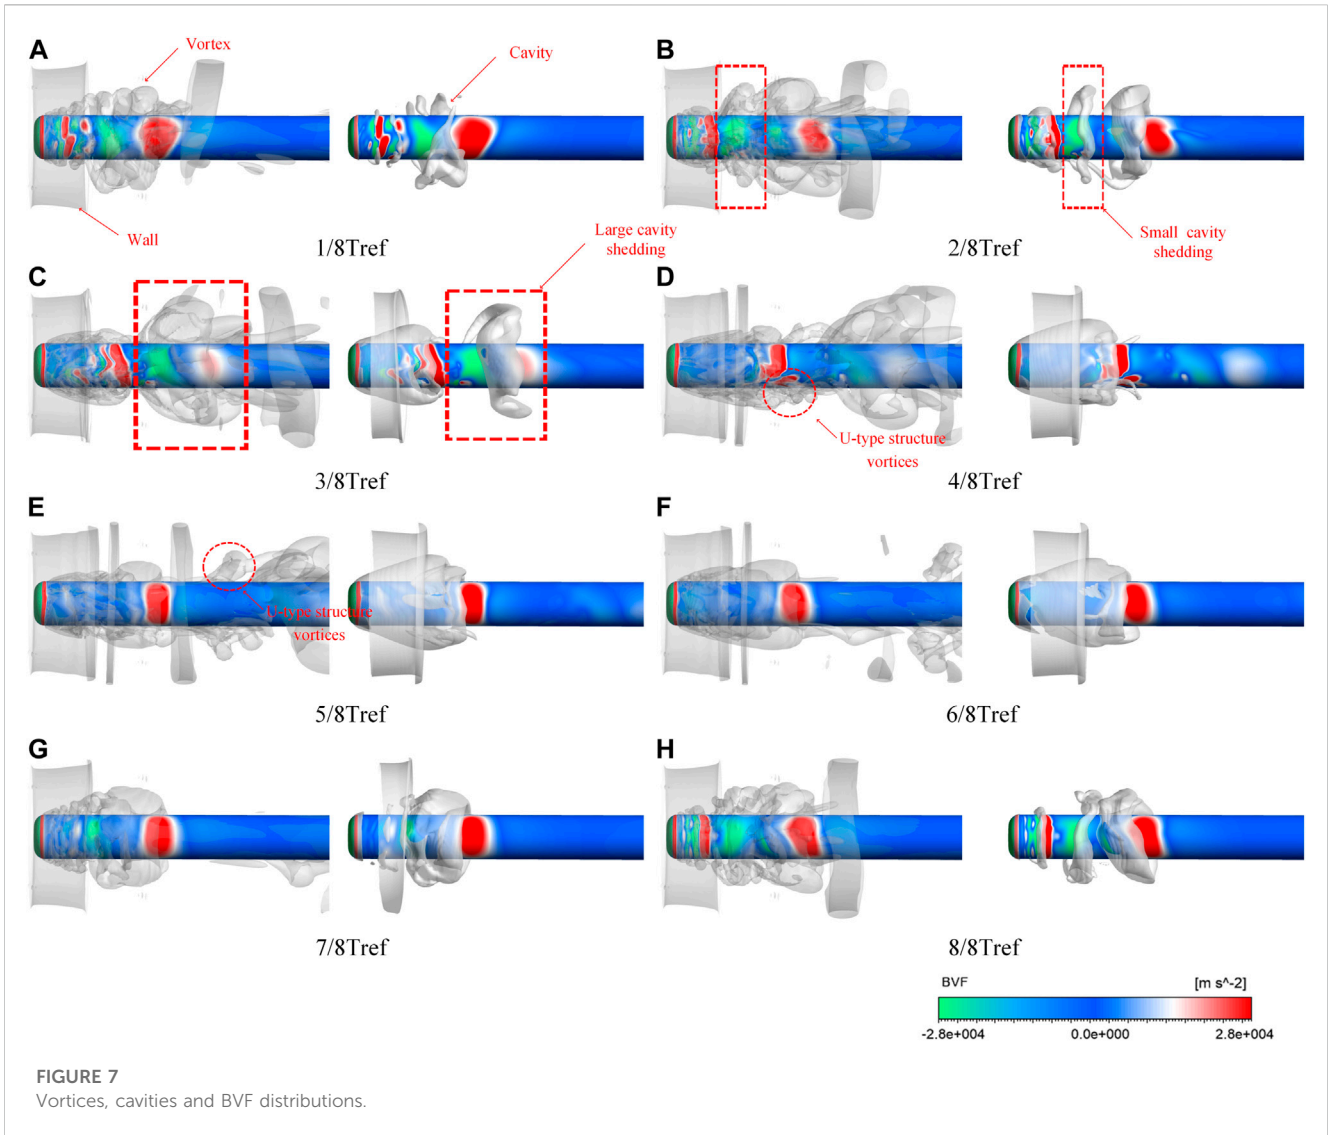 A
Vortex
Cavity
Wall
1/8Tref
B
Small cavity
shedding
2/8Tref
C
Large cavity
shedding
3/8Tref
D
U-type structure
vortices
4/8Tref
E
U-type structure
vortices
5/8Tref
F
6/8Tref
G
7/8Tref
H
8/8Tref
BVF [m s^-2]
-2.8e+004 0.0e+000 2.8e+004
FIGURE 7
Vortices, cavities and BVF distributions.